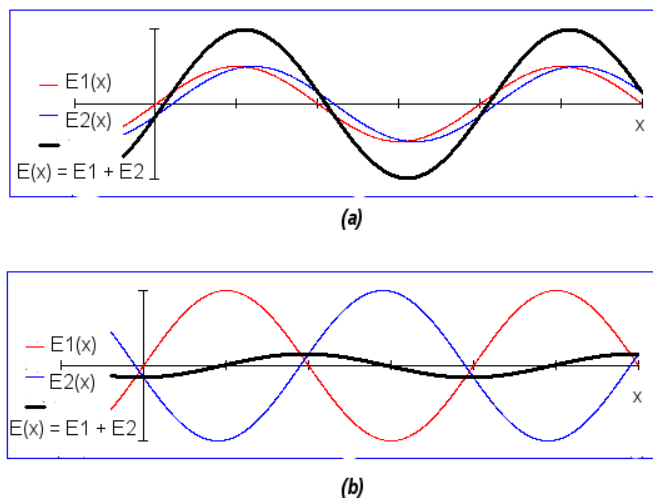 E1(x)
E2(x)
E(x) = E1 + E2
x
(a)
E1(x)
E2(x)
E(x) = E1 + E2
x
(b)